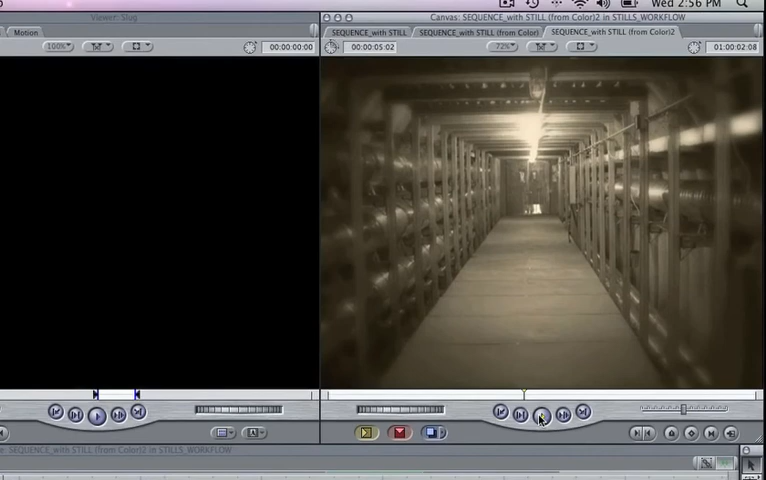 Wed 2:56 PM
Viewer: Slug
Canvas: SEQUENCE_with STILL (from Color)2 in STILLS_WORKFLOW
Motion
SEQUENCE_with STILL
SEQUENCE_with STILL (from Color)
SEQUENCE_with STILL (from Color)2
100%
00:00:00:00
00:00:05:02
72%
01:00:02:08
e: SEQUENCE_with STILL (from Color)2 in STILLS_WORKFLOW